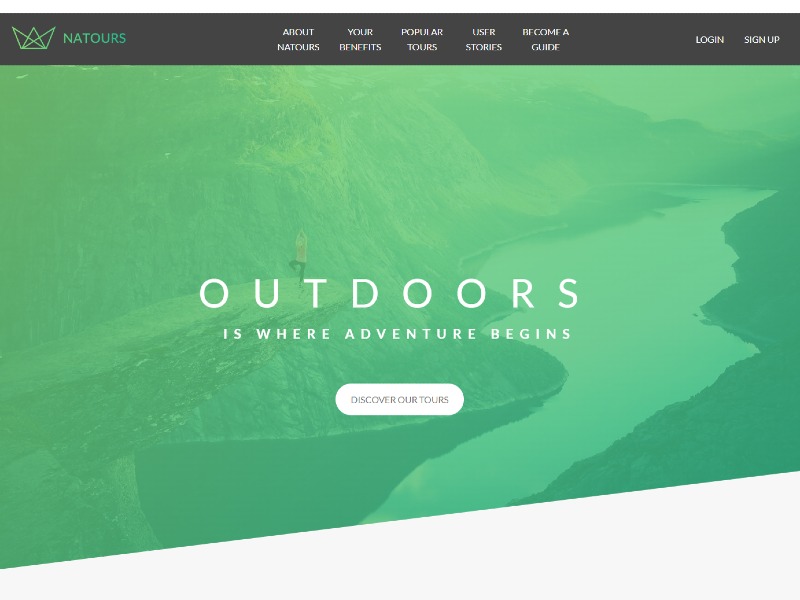 NATOURS
ABOUT
NATOURS
YOUR
BENEFITS
POPULAR
TOURS
USER
STORIES
BECOME A
GUIDE
LOGIN
SIGN UP
OUTDOORS
IS WHERE ADVENTURE BEGINS
DISCOVER OUR TOURS